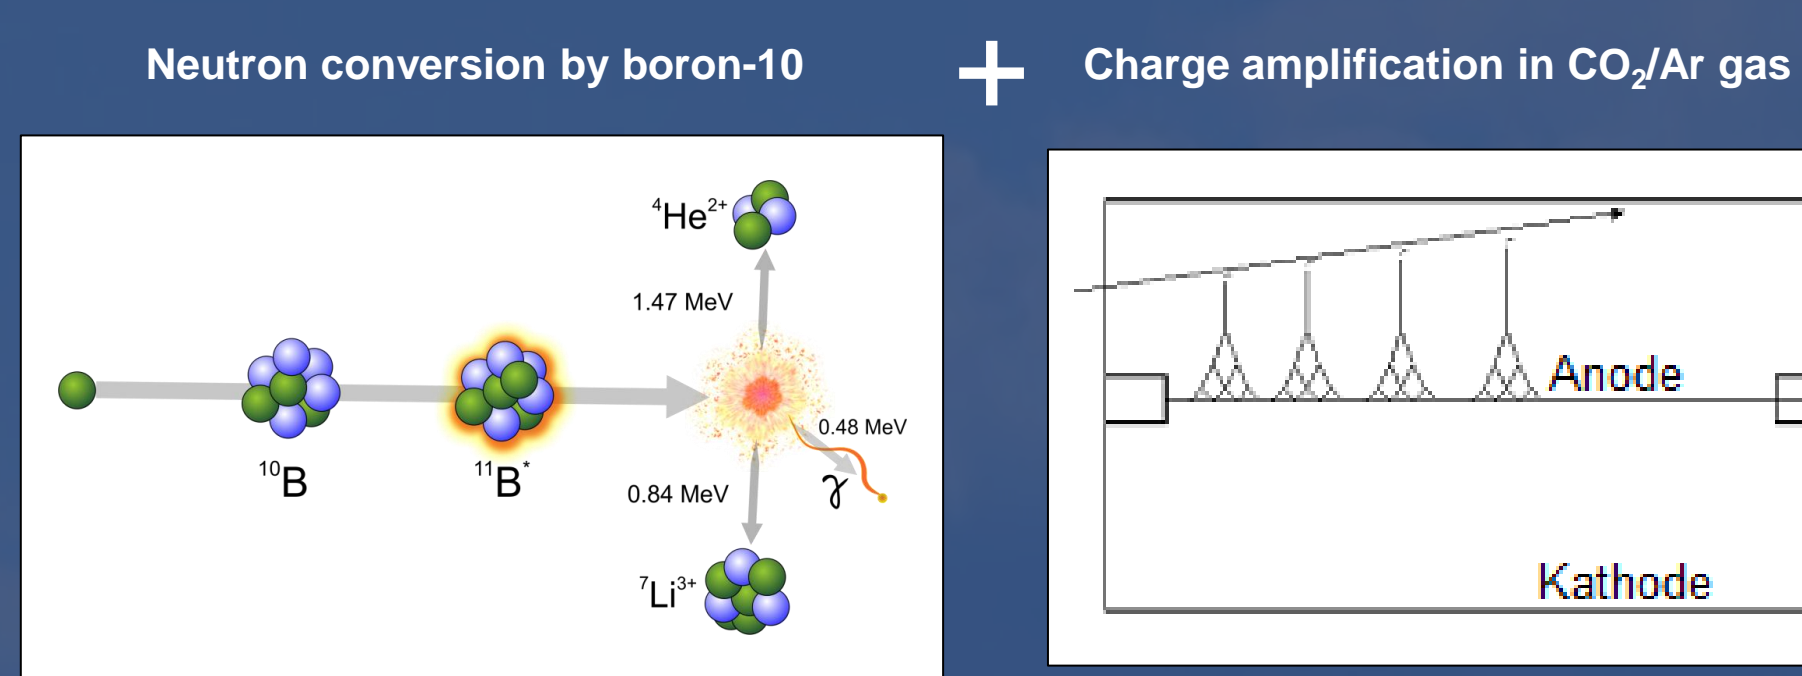 Neutron conversion by boron-10
+
Charge amplification in CO₂/Ar gas
⁴He²⁺
1.47 MeV
¹⁰B
¹¹B*
0.48 MeV
γ
0.84 MeV
⁷Li³⁺
Anode
Kathode